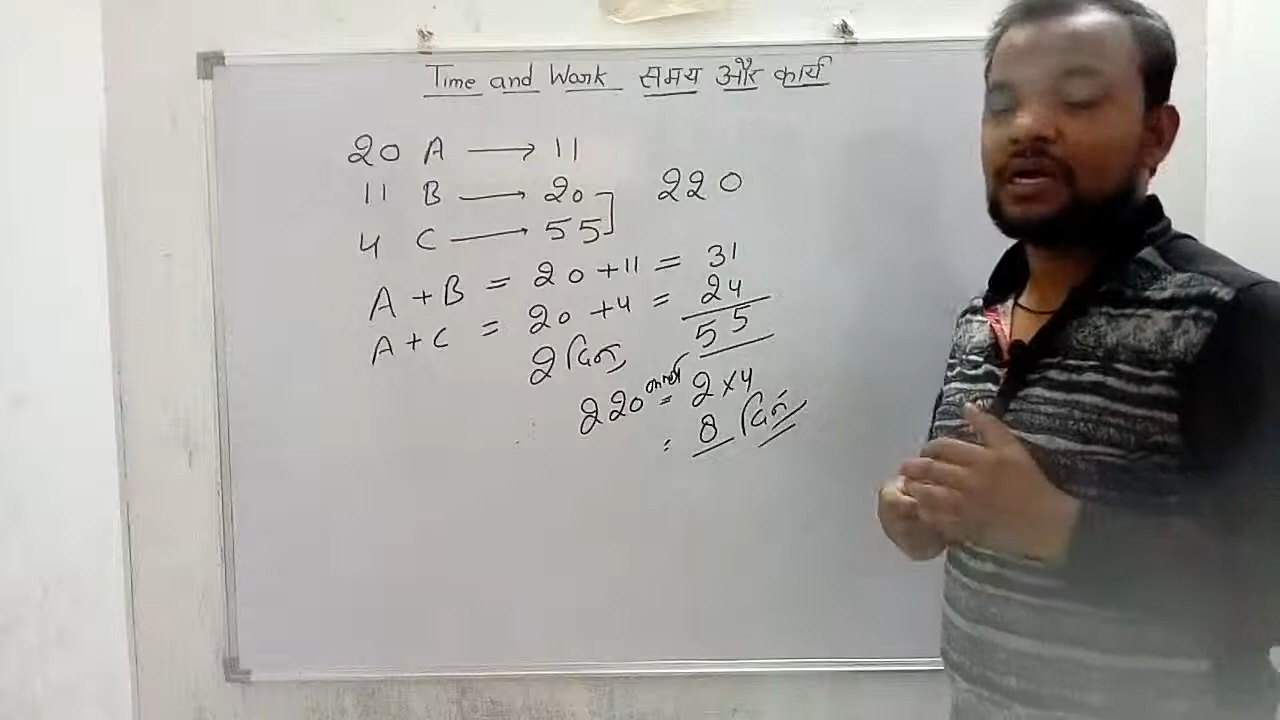 Time and Work समय और कार्य
20 A → 11
11 B → 20 220
4 C → 55
A + B = 20 + 11 = 31
A + C = 20 + 4 = 24
2 दिन 55
220 = 2 × 4
= 8 दिन